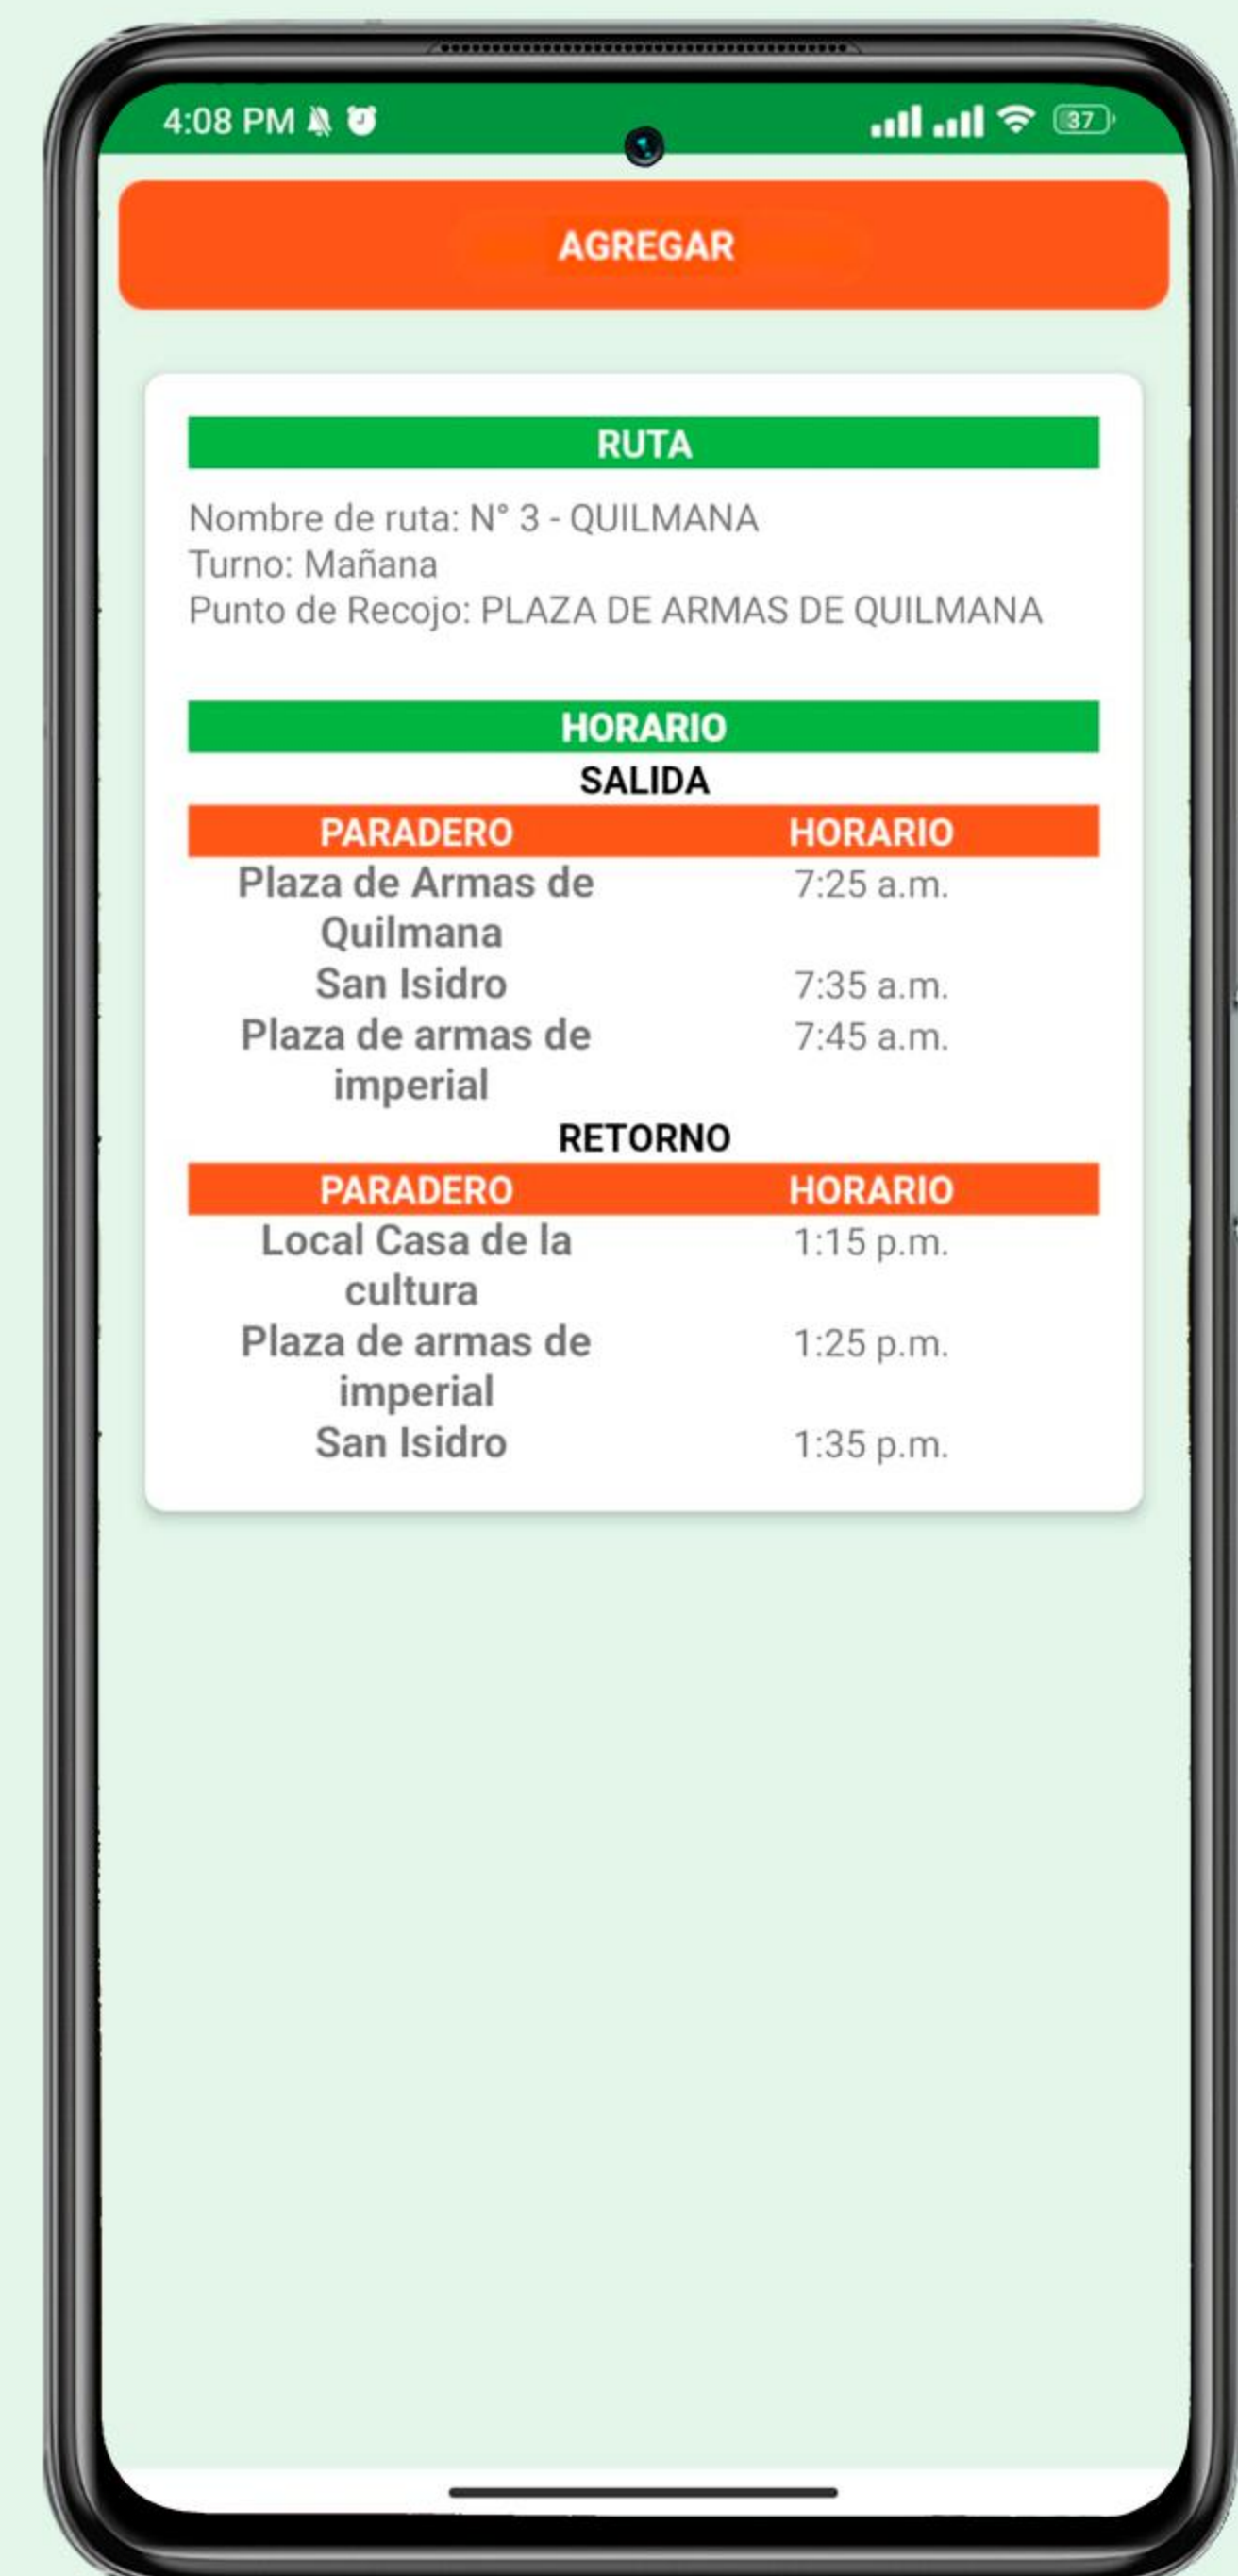 4:08 PM
37
AGREGAR
RUTA
Nombre de ruta: N° 3 - QUILMANA
Turno: Mañana
Punto de Recojo: PLAZA DE ARMAS DE QUILMANA
HORARIO
SALIDA
PARADERO HORARIO
Plaza de Armas de 7:25 a.m.
Quilmana
San Isidro 7:35 a.m.
Plaza de armas de 7:45 a.m.
imperial
RETORNO
PARADERO HORARIO
Local Casa de la 1:15 p.m.
cultura
Plaza de armas de 1:25 p.m.
imperial
San Isidro 1:35 p.m.